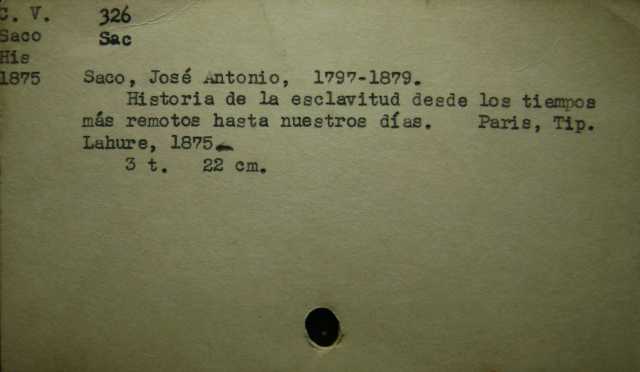 C. V. 326
Saco Sac
His
1875 Saco, José Antonio, 1797-1879.
Historia de la esclavitud desde los tiempos
más remotos hasta nuestros días. Paris, Tip.
Lahure, 1875
3 t. 22 cm.